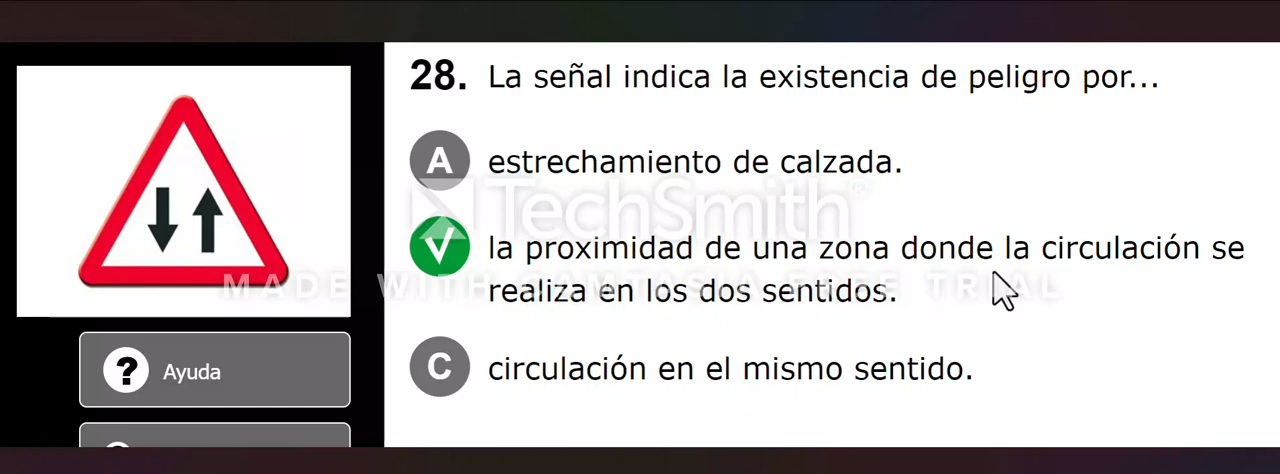 28. La señal indica la existencia de peligro por...
A estrechamiento de calzada.
TechSmith
la proximidad de una zona donde la circulación se
MADE WITH CAMTASIA FREE TRIAL
realiza en los dos sentidos.
C circulación en el mismo sentido.
? Ayuda